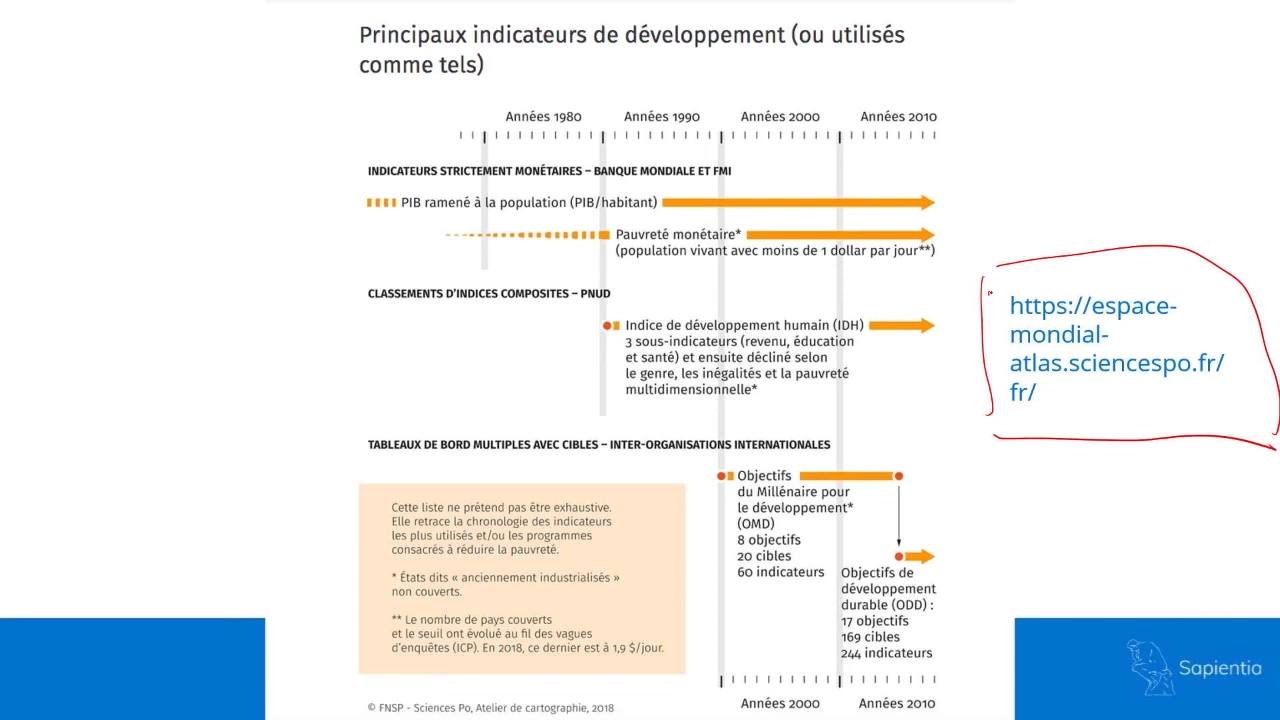 Principaux indicateurs de développement (ou utilisés
comme tels)
Années 1980
Années 1990
Années 2000
Années 2010
INDICATEURS STRICTEMENT MONÉTAIRES – BANQUE MONDIALE ET FMI
PIB ramené à la population (PIB/habitant)
Pauvreté monétaire*
(population vivant avec moins de 1 dollar par jour**)
CLASSEMENTS D'INDICES COMPOSITES – PNUD
Indice de développement humain (IDH)
3 sous-indicateurs (revenu, éducation
et santé) et ensuite décliné selon
le genre, les inégalités et la pauvreté
multidimensionnelle*
TABLEAUX DE BORD MULTIPLES AVEC CIBLES – INTER-ORGANISATIONS INTERNATIONALES
Objectifs
du Millénaire pour
le développement*
(OMD)
8 objectifs
20 cibles
60 indicateurs
Objectifs de
développement
durable (ODD) :
17 objectifs
169 cibles
244 indicateurs
Cette liste ne prétend pas être exhaustive.
Elle retrace la chronologie des indicateurs
les plus utilisés et/ou les programmes
consacrés à réduire la pauvreté.
* États dits « anciennement industrialisés »
non couverts.
** Le nombre de pays couverts
et le seuil ont évolué au fil des vagues
d'enquêtes (ICP). En 2018, ce dernier est à 1,9 $/jour.
Années 2000
Années 2010
© FNSP - Sciences Po, Atelier de cartographie, 2018
https://espace-
mondial-
atlas.sciencespo.fr/
fr/
Sapientia